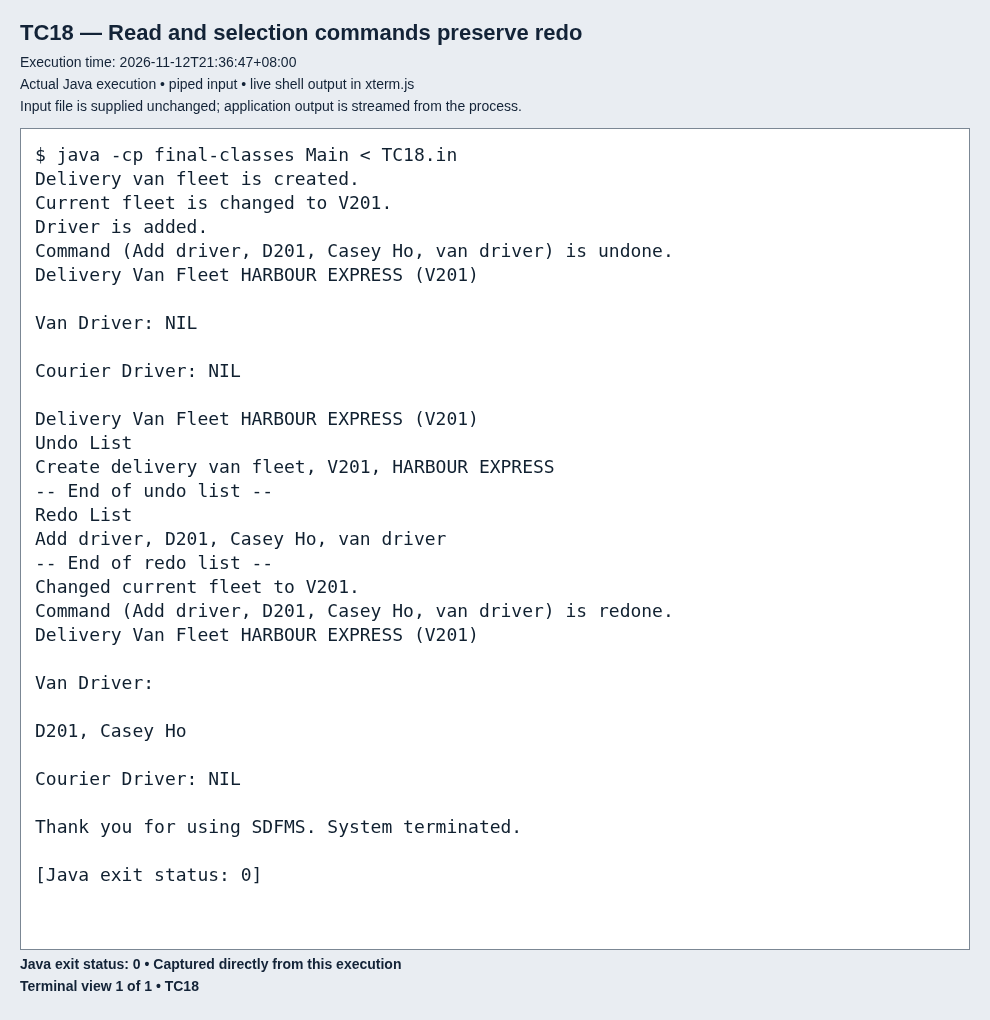 TC18 — Read and selection commands preserve redo
Execution time: 2026-11-12T21:36:47+08:00
Actual Java execution • piped input • live shell output in xterm.js
Input file is supplied unchanged; application output is streamed from the process.
$ java -cp final-classes Main < TC18.in
Delivery van fleet is created.
Current fleet is changed to V201.
Driver is added.
Command (Add driver, D201, Casey Ho, van driver) is undone.
Delivery Van Fleet HARBOUR EXPRESS (V201)
Van Driver: NIL
Courier Driver: NIL
Delivery Van Fleet HARBOUR EXPRESS (V201)
Undo List
Create delivery van fleet, V201, HARBOUR EXPRESS
-- End of undo list --
Redo List
Add driver, D201, Casey Ho, van driver
-- End of redo list --
Changed current fleet to V201.
Command (Add driver, D201, Casey Ho, van driver) is redone.
Delivery Van Fleet HARBOUR EXPRESS (V201)
Van Driver:
D201, Casey Ho
Courier Driver: NIL
Thank you for using SDFMS. System terminated.
[Java exit status: 0]
Java exit status: 0 • Captured directly from this execution
Terminal view 1 of 1 • TC18